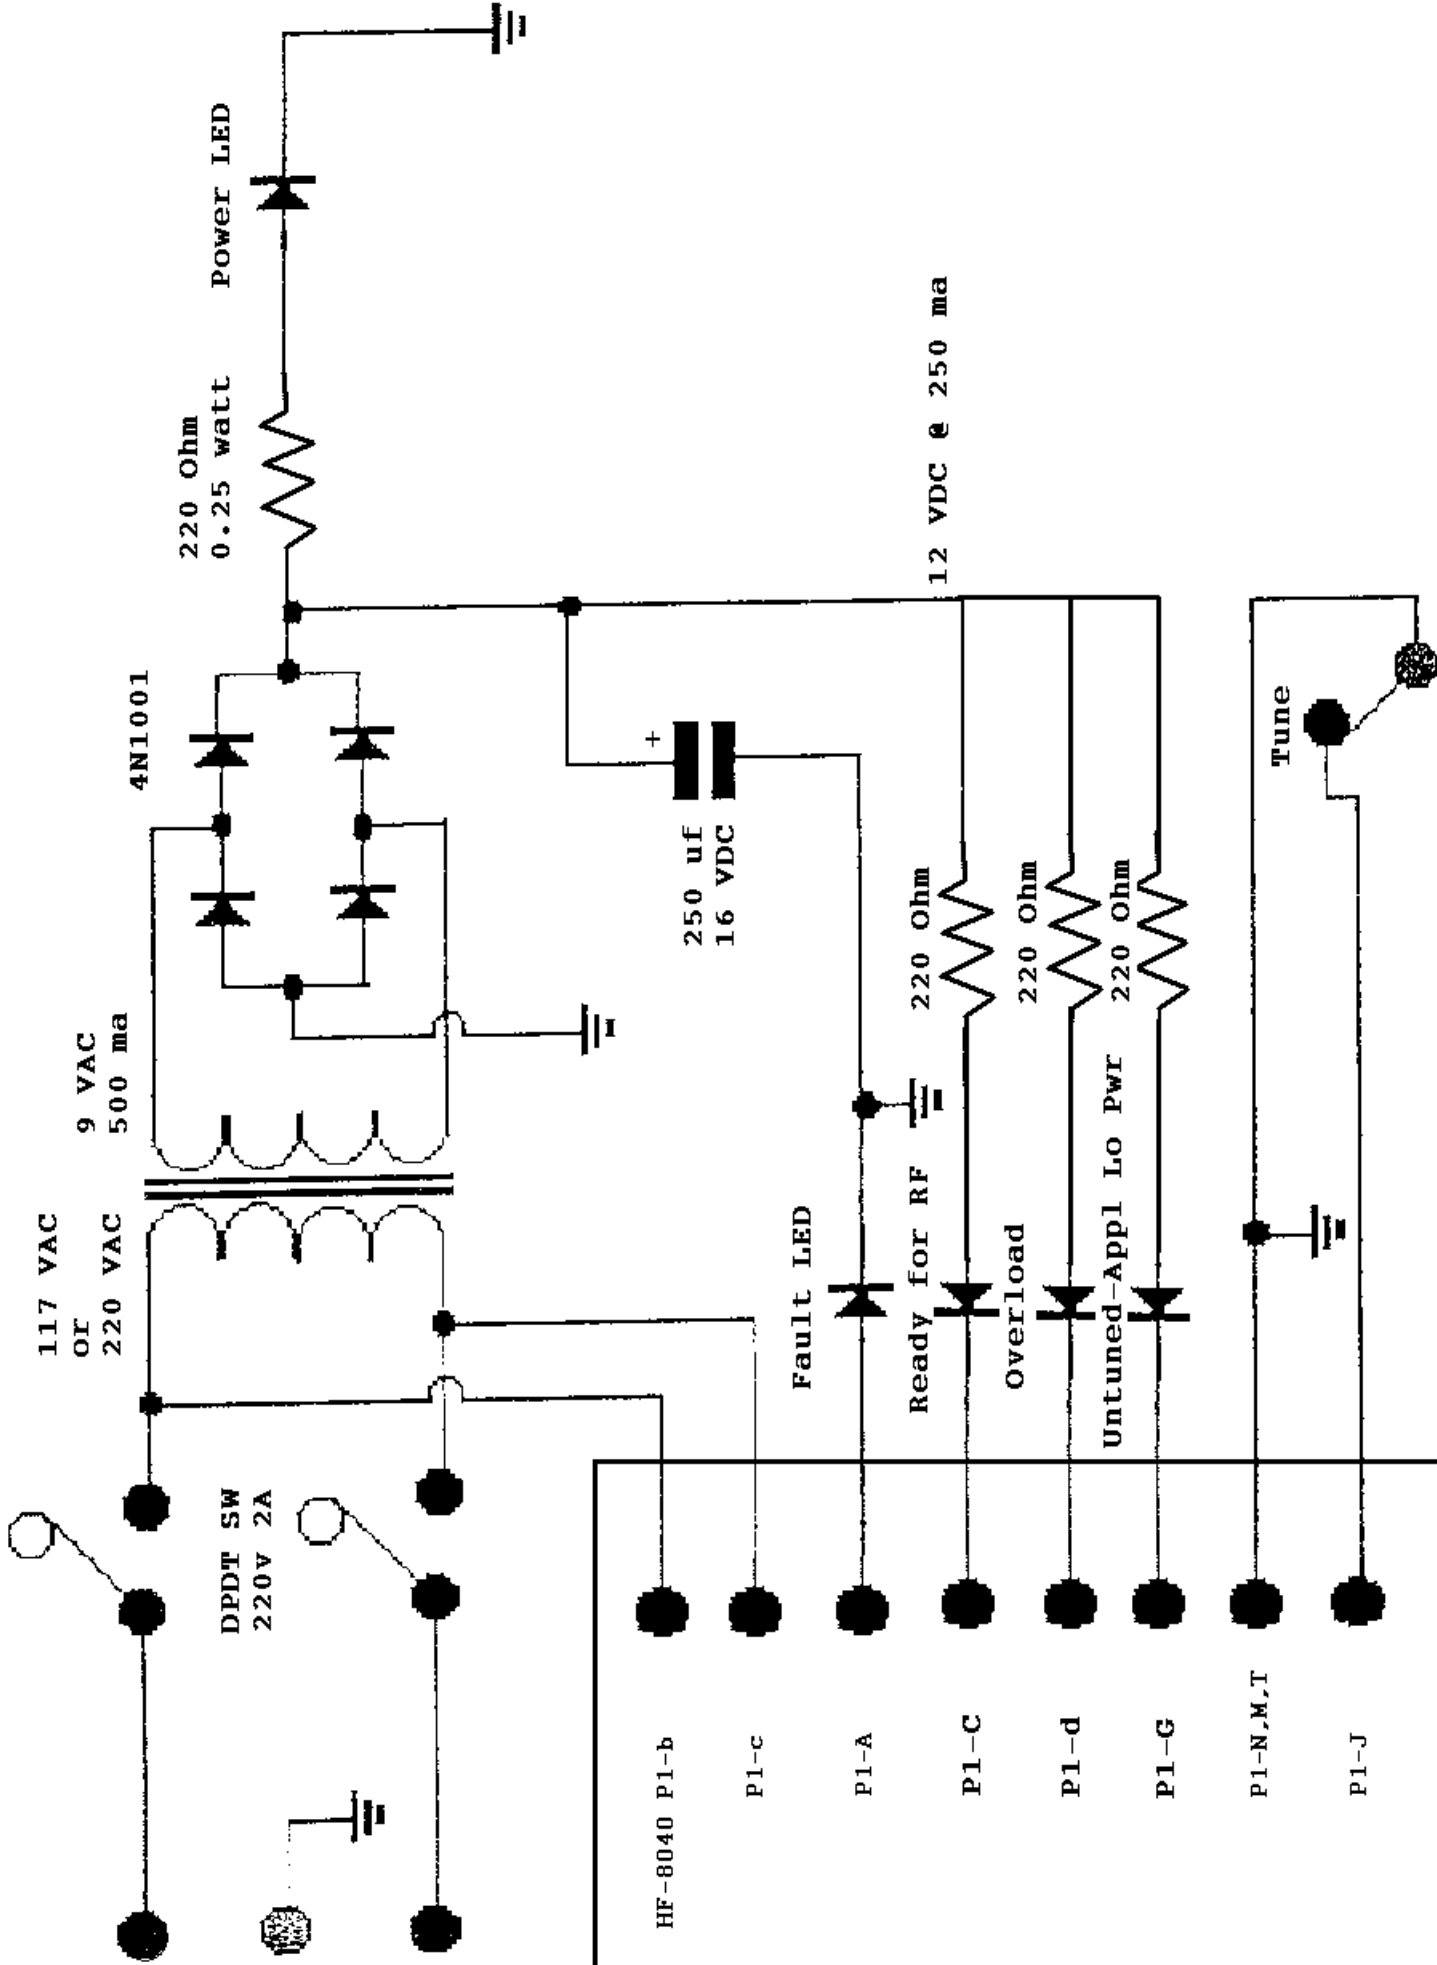 117 VAC
or
220 VAC
9 VAC
500 ma
4N1001
220 Ohm
0.25 watt
Power LED
DPDT SW
220v 2A
+
250 uf
16 VDC
12 VDC @ 250 ma
Fault LED
Ready for RF
220 Ohm
Overload
220 Ohm
Untuned-Appl Lo Pwr
220 Ohm
Tune
HF-8040 P1-b
P1-c
P1-A
P1-C
P1-d
P1-G
P1-N,M,T
P1-J